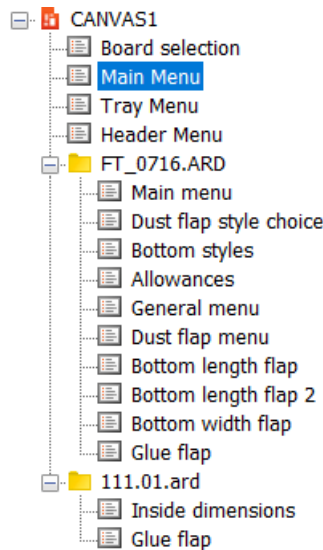 CANVAS1
Board selection
Main Menu
Tray Menu
Header Menu
FT_0716.ARD
Main menu
Dust flap style choice
Bottom styles
Allowances
General menu
Dust flap menu
Bottom length flap
Bottom length flap 2
Bottom width flap
Glue flap
111.01.ard
Inside dimensions
Glue flap